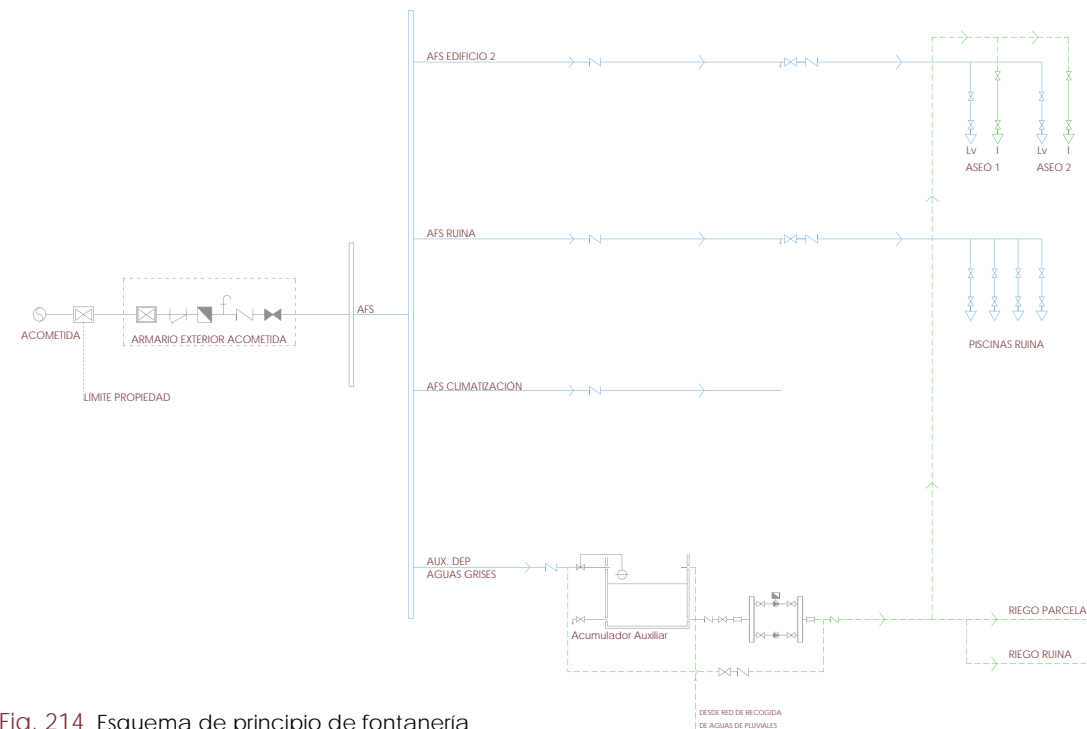 AFS EDIFICIO 2
Lv I Lv I
ASEO 1 ASEO 2
AFS RUINA
AFS
ACOMETIDA
ARMARIO EXTERIOR ACOMETIDA
PISCINAS RUINA
LÍMITE PROPIEDAD
AFS CLIMATIZACIÓN
AUX. DEP
AGUAS GRISES
Acumulador Auxiliar
RIEGO PARCELA
RIEGO RUINA
DESDE RED DE RECOGIDA
DE AGUAS DE PLUVIALES
Fig. 214 Esquema de principio de fontanería